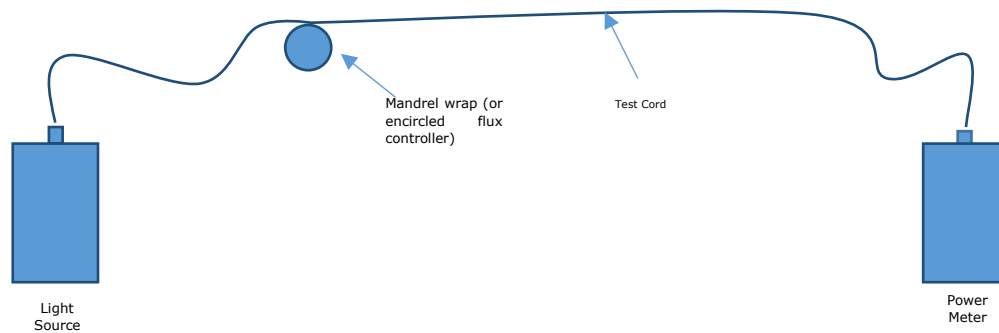 Mandrel wrap (or
encircled flux
controller)
Test Cord
Light
Source
Power
Meter